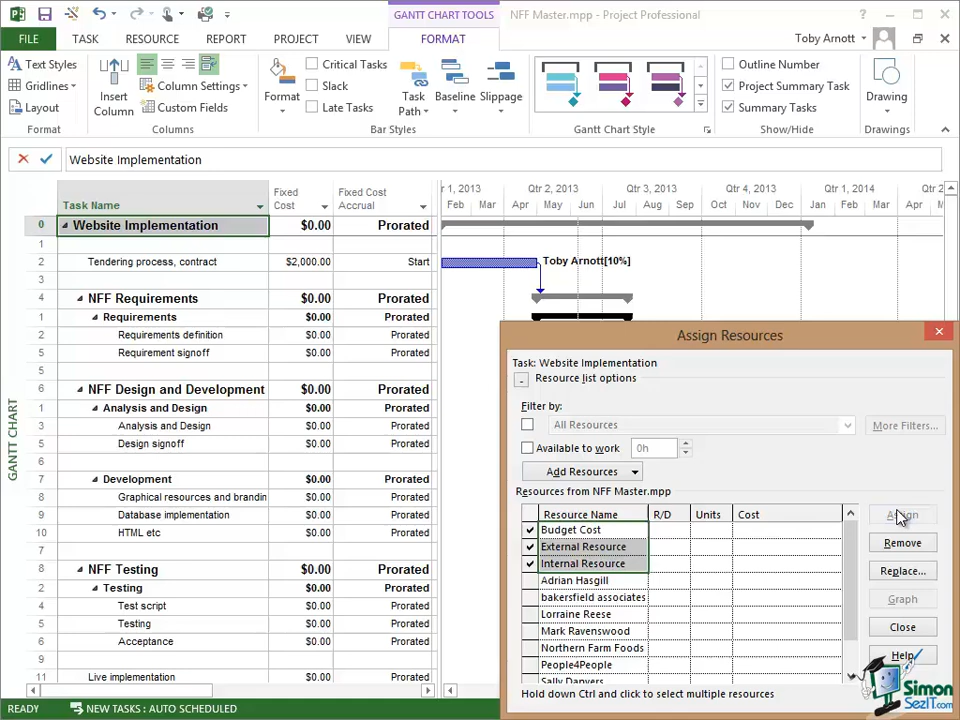 GANTT CHART TOOLS
NFF Master.mpp - Project Professional
FILE TASK RESOURCE REPORT PROJECT VIEW FORMAT
Toby Arnott
Text Styles
Gridlines
Layout
Format
Insert Column
Column Settings
Custom Fields
Columns
Format
Critical Tasks
Slack
Late Tasks
Task Path
Baseline
Slippage
Bar Styles
Gantt Chart Style
Outline Number
Project Summary Task
Summary Tasks
Show/Hide
Drawing
Drawings
Website Implementation
Task Name Fixed Cost Fixed Cost Accrual
r 1, 2013 Qtr 2, 2013 Qtr 3, 2013 Qtr 4, 2013 Qtr 1, 2014 Qtr 2
Feb Mar Apr May Jun Jul Aug Sep Oct Nov Dec Jan Feb Mar Apr M
0 Website Implementation $0.00 Prorated
1
2 Tendering process, contract $2,000.00 Start
Toby Arnott[10%]
3
4 NFF Requirements $0.00 Prorated
1 Requirements $0.00 Prorated
2 Requirements definition $0.00 Prorated
5 Requirement signoff $0.00 Prorated
5
6 NFF Design and Development $0.00 Prorated
1 Analysis and Design $0.00 Prorated
3 Analysis and Design $0.00 Prorated
5 Design signoff $0.00 Prorated
6
7 Development $0.00 Prorated
8 Graphical resources and brandin $0.00 Prorated
9 Database implementation $0.00 Prorated
10 HTML etc $0.00 Prorated
7
8 NFF Testing $0.00 Prorated
2 Testing $0.00 Prorated
4 Test script $0.00 Prorated
5 Testing $0.00 Prorated
6 Acceptance $0.00 Prorated
9
11 Live implementation $0.00 Prorated
GANTT CHART
Assign Resources
Task: Website Implementation
- Resource list options
Filter by:
All Resources
More Filters...
Available to work 0h
Add Resources
Resources from NFF Master.mpp
Resource Name R/D Units Cost
Budget Cost
External Resource
Internal Resource
Adrian Hasgill
bakersfield associates
Lorraine Reese
Mark Ravenswood
Northern Farm Foods
People4People
Sally Danvers
Assign
Remove
Replace...
Graph
Close
Help
Hold down Ctrl and click to select multiple resources
Simon
SezIT.com
READY NEW TASKS : AUTO SCHEDULED